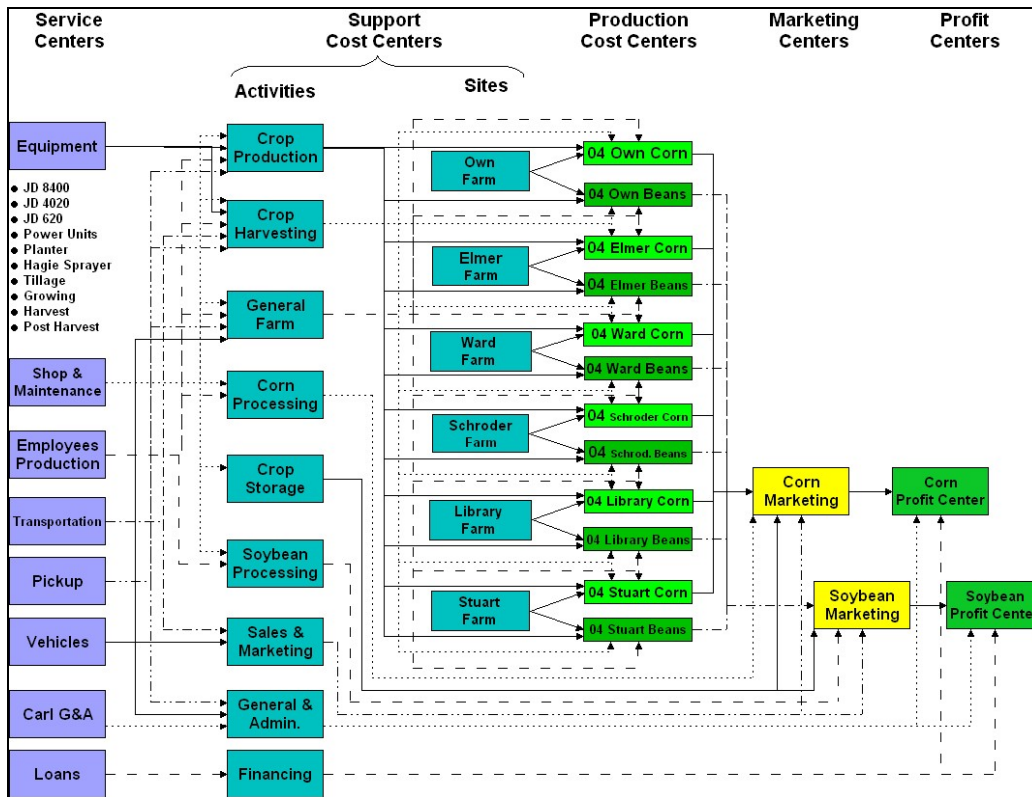 Service
Centers
Support
Cost Centers
Production
Cost Centers
Marketing
Centers
Profit
Centers
Activities
Sites
Equipment
● JD 8400
● JD 4020
● JD 620
● Power Units
● Planter
● Hagie Sprayer
● Tillage
● Growing
● Harvest
● Post Harvest
Shop &
Maintenance
Employees
Production
Transportation
Pickup
Vehicles
Carl G&A
Loans
Crop
Production
Crop
Harvesting
General
Farm
Corn
Processing
Crop
Storage
Soybean
Processing
Sales &
Marketing
General &
Admin.
Financing
Own
Farm
Elmer
Farm
Ward
Farm
Schroder
Farm
Library
Farm
Stuart
Farm
04 Own Corn
04 Own Beans
04 Elmer Corn
04 Elmer Beans
04 Ward Corn
04 Ward Beans
04 Schroder Corn
04 Schrod. Beans
04 Library Corn
04 Library Beans
04 Stuart Corn
04 Stuart Beans
Corn
Marketing
Soybean
Marketing
Corn
Profit Center
Soybean
Profit Cente